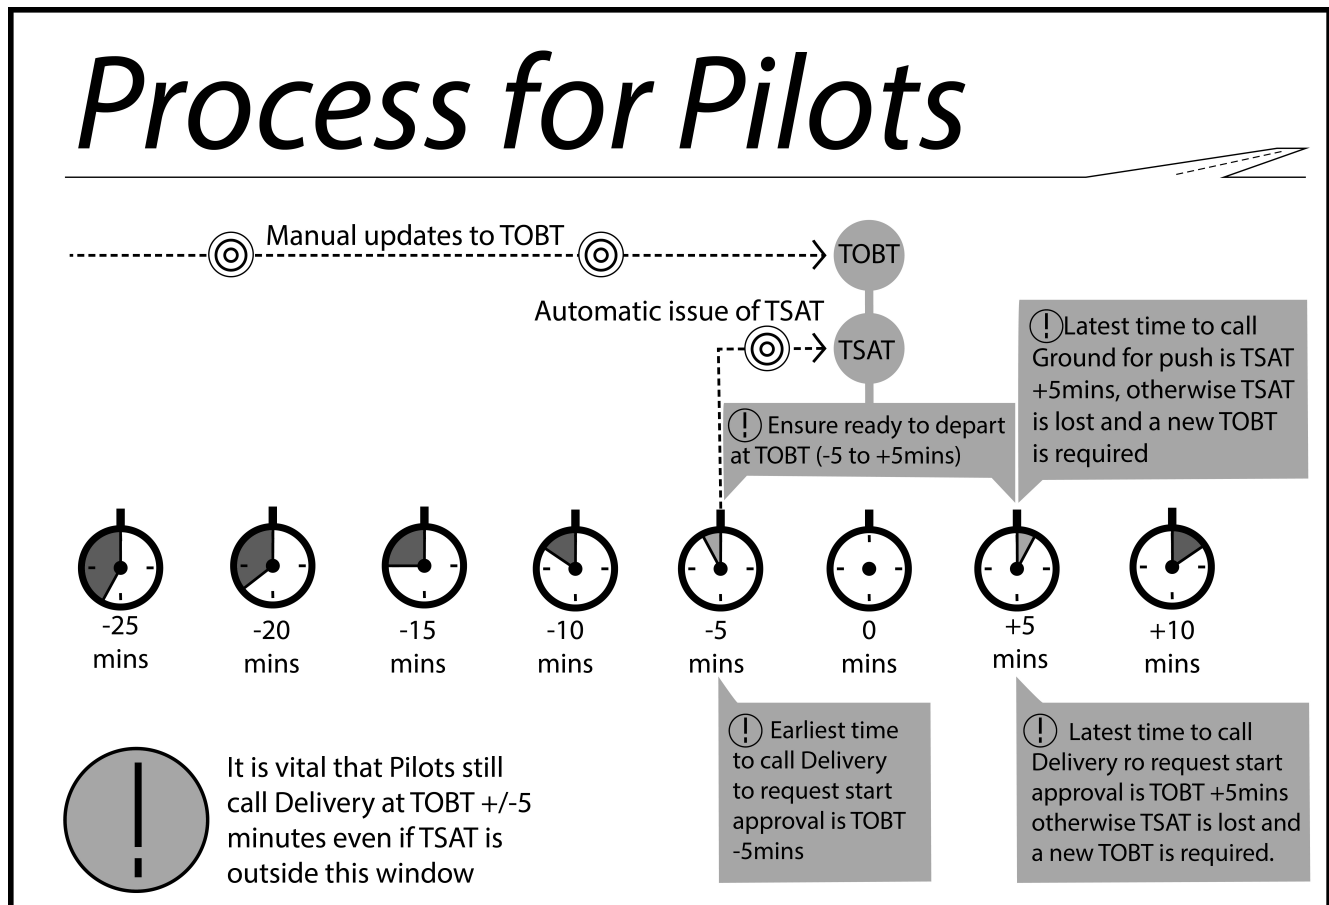 Process for Pilots
Manual updates to TOBT
TOBT
Automatic issue of TSAT
TSAT
Latest time to call
Ground for push is TSAT
+5mins, otherwise TSAT
is lost and a new TOBT
is required
Ensure ready to depart
at TOBT (-5 to +5mins)
-25
mins
-20
mins
-15
mins
-10
mins
-5
mins
0
mins
+5
mins
+10
mins
Earliest time
to call Delivery
to request start
approval is TOBT
-5mins
Latest time to call
Delivery ro request start
approval is TOBT +5mins
otherwise TSAT is lost and
a new TOBT is required.
It is vital that Pilots still
call Delivery at TOBT +/-5
minutes even if TSAT is
outside this window